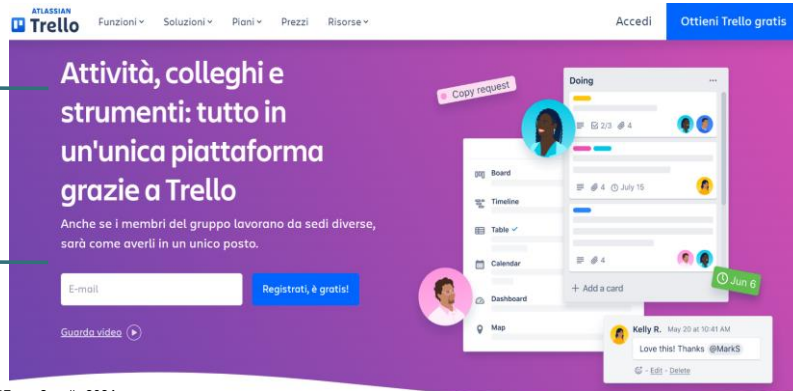 ATLASSIAN
Trello
Funzioni
Soluzioni
Piani
Prezzi
Risorse
Accedi
Ottieni Trello gratis
Attività, colleghi e
strumenti: tutto in
un'unica piattaforma
grazie a Trello
Anche se i membri del gruppo lavorano da sedi diverse,
sarà come averli in un unico posto.
E-mail
Registrati, è gratis!
Guarda video
Copy request
Doing
2/3
4
4
July 15
4
+ Add a card
Board
Timeline
Table
Calendar
Dashboard
Map
Jun 6
Kelly R. May 20 at 10:41 AM
Love this! Thanks @MarkS
- Edit - Delete